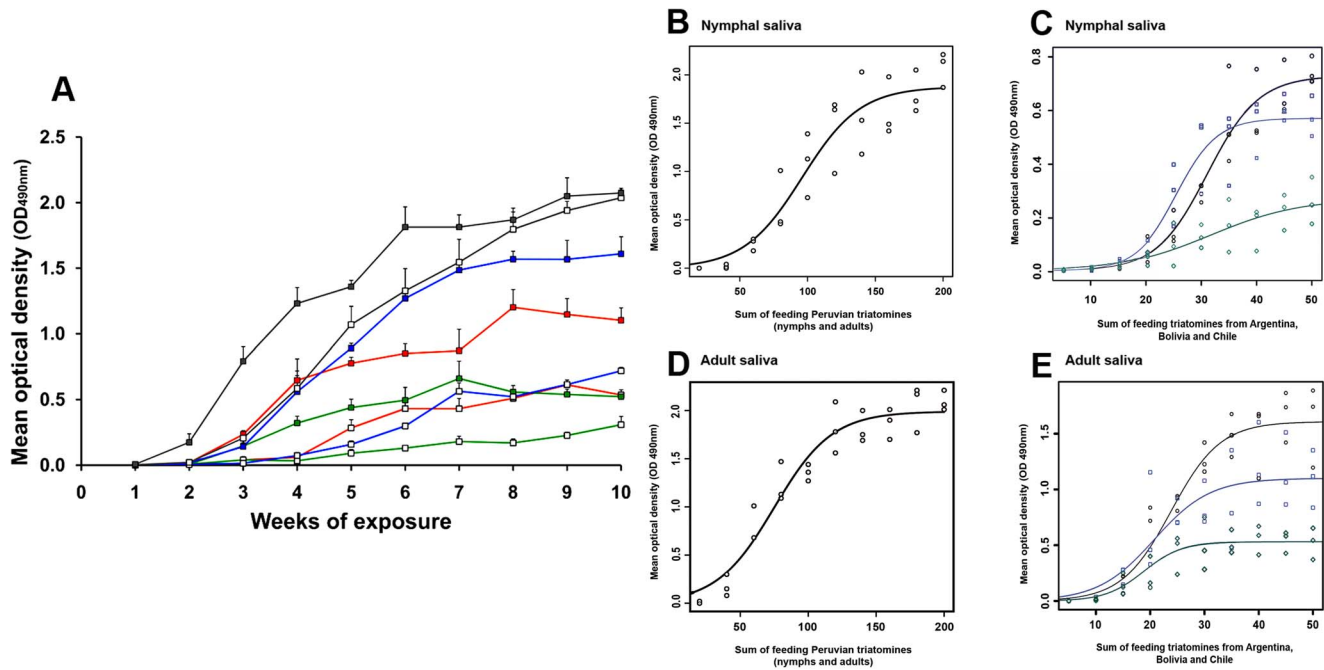 A
Mean optical density (OD490nm)
2.5
2.0
1.5
1.0
0.5
0.0
0 1 2 3 4 5 6 7 8 9 10
Weeks of exposure
B Nymphal saliva
Mean optical density (OD 490nm)
2.0
1.5
1.0
0.5
0.0
50 100 150 200
Sum of feeding Peruvian triatomines
(nymphs and adults)
C Nymphal saliva
Mean optical density (OD 490nm)
0.8
0.6
0.4
0.2
0.0
10 20 30 40 50
Sum of feeding triatomines from Argentina,
Bolivia and Chile
D Adult saliva
Mean optical density (OD 490nm)
2.0
1.5
1.0
0.5
0.0
50 100 150 200
Sum of feeding Peruvian triatomines
(nymphs and adults)
E Adult saliva
Mean optical density (OD 490nm)
1.5
1.0
0.5
0.0
10 20 30 40 50
Sum of feeding triatomines from Argentina,
Bolivia and Chile